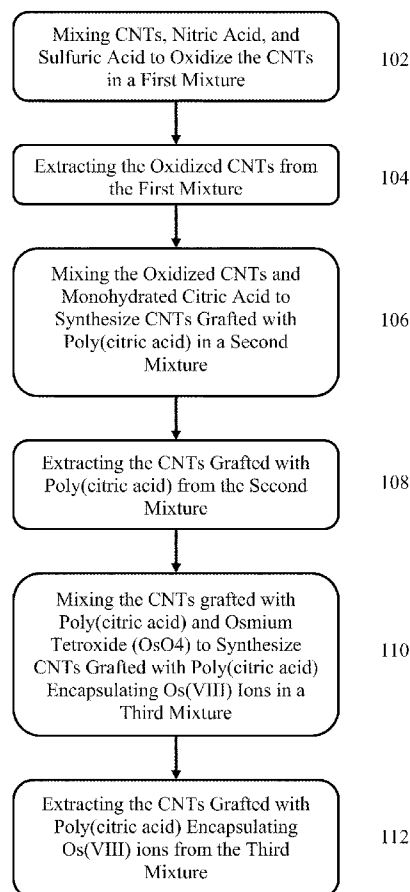 Mixing CNTs, Nitric Acid, and
Sulfuric Acid to Oxidize the CNTs
in a First Mixture
102
Extracting the Oxidized CNTs from
the First Mixture
104
Mixing the Oxidized CNTs and
Monohydrated Citric Acid to
Synthesize CNTs Grafted with
Poly(citric acid) in a Second
Mixture
106
Extracting the CNTs Grafted with
Poly(citric acid) from the Second
Mixture
108
Mixing the CNTs grafted with
Poly(citric acid) and Osmium
Tetroxide (OsO4) to Synthesize
CNTs Grafted with Poly(citric acid)
Encapsulating Os(VIII) Ions in a
Third Mixture
110
Extracting the CNTs Grafted with
Poly(citric acid) Encapsulating
Os(VIII) ions from the Third
Mixture
112